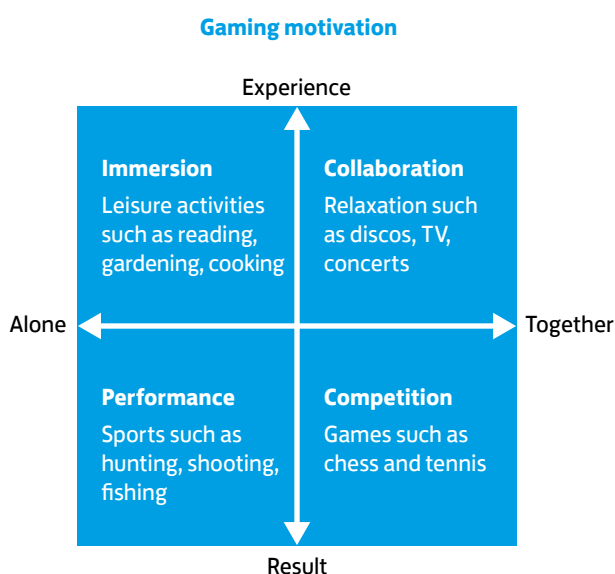 Gaming motivation
Experience
Immersion
Leisure activities
such as reading,
gardening, cooking
Collaboration
Relaxation such
as discos, TV,
concerts
Alone
Together
Performance
Sports such as
hunting, shooting,
fishing
Competition
Games such as
chess and tennis
Result